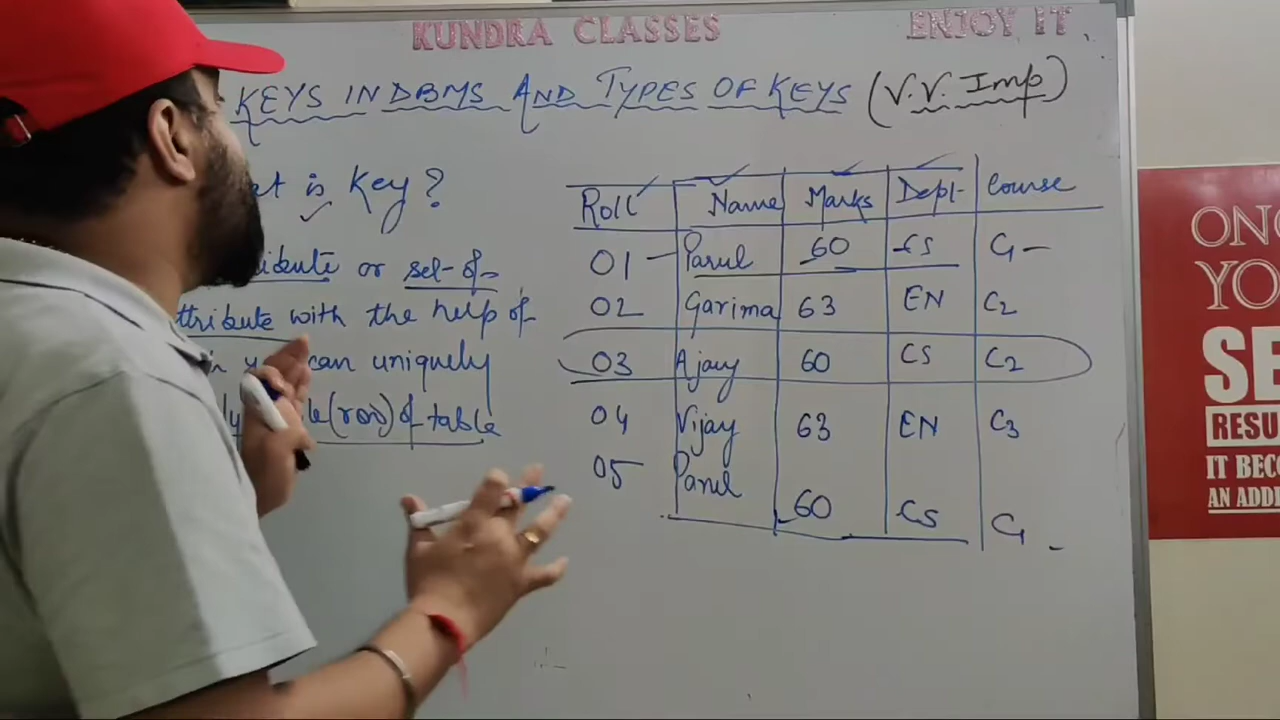 KUNDRA CLASSES ENJOY IT
KEYS IN DBMS AND TYPES OF KEYS (V.V. Imp)
is Key?
or set of
with the help of
can uniquely
(row) of table
Roll Name Marks Dept Course
01 Parul 60 CS C1
02 Garima 63 EN C2
03 Ajay 60 CS C2
04 Vijay 63 EN C3
05 Parul 60 CS C1
YO
SE
RESU
IT BECO
AN ADDI